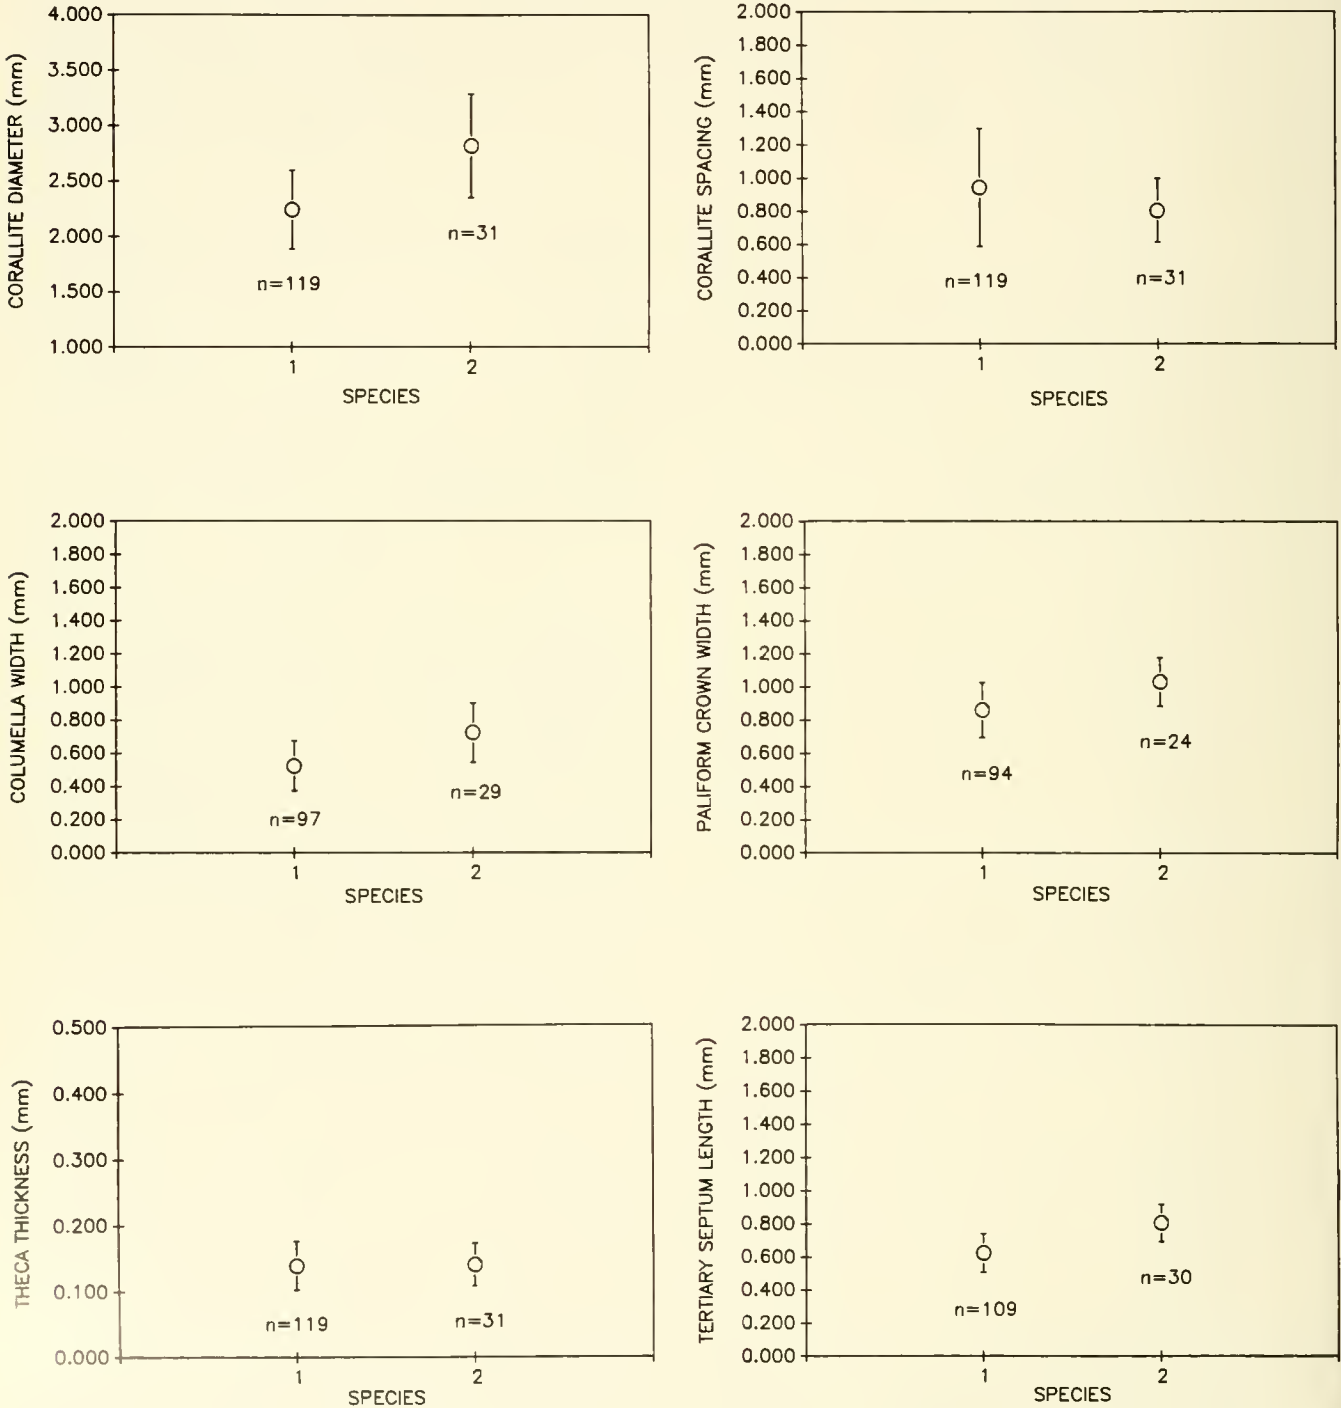 CORALLITE DIAMETER (mm)
4.000
3.500
3.000
2.500
2.000
1.500
1.000
n=119
n=31
1
2
SPECIES
CORALLITE SPACING (mm)
2.000
1.800
1.600
1.400
1.200
1.000
0.800
0.600
0.400
0.200
0.000
n=119
n=31
1
2
SPECIES
COLUMELLA WIDTH (mm)
2.000
1.800
1.600
1.400
1.200
1.000
0.800
0.600
0.400
0.200
0.000
n=97
n=29
1
2
SPECIES
PALIFORM CROWN WIDTH (mm)
2.000
1.800
1.600
1.400
1.200
1.000
0.800
0.600
0.400
0.200
0.000
n=94
n=24
1
2
SPECIES
THECA THICKNESS (mm)
0.500
0.400
0.300
0.200
0.100
0.000
n=119
n=31
1
2
SPECIES
TERTIARY SEPTUM LENGTH (mm)
2.000
1.800
1.600
1.400
1.200
1.000
0.800
0.600
0.400
0.200
0.000
n=109
n=30
1
2
SPECIES